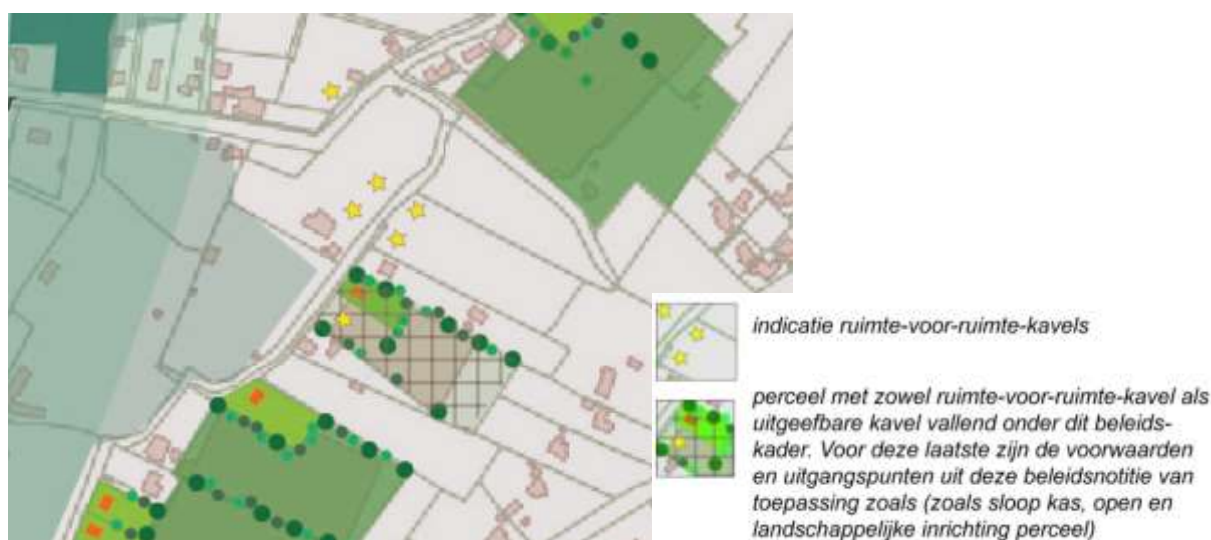 indicatie ruimte-voor-ruimte-kavels
perceel met zowel ruimte-voor-ruimte-kavel als
uitgeefbare kavel vallend onder dit beleids-
kader. Voor deze laatste zijn de voorwaarden
en uitgangspunten uit deze beleidsnotitie van
toepassing zoals (zoals sloop kas, open en
landschappelijke inrichting perceel)